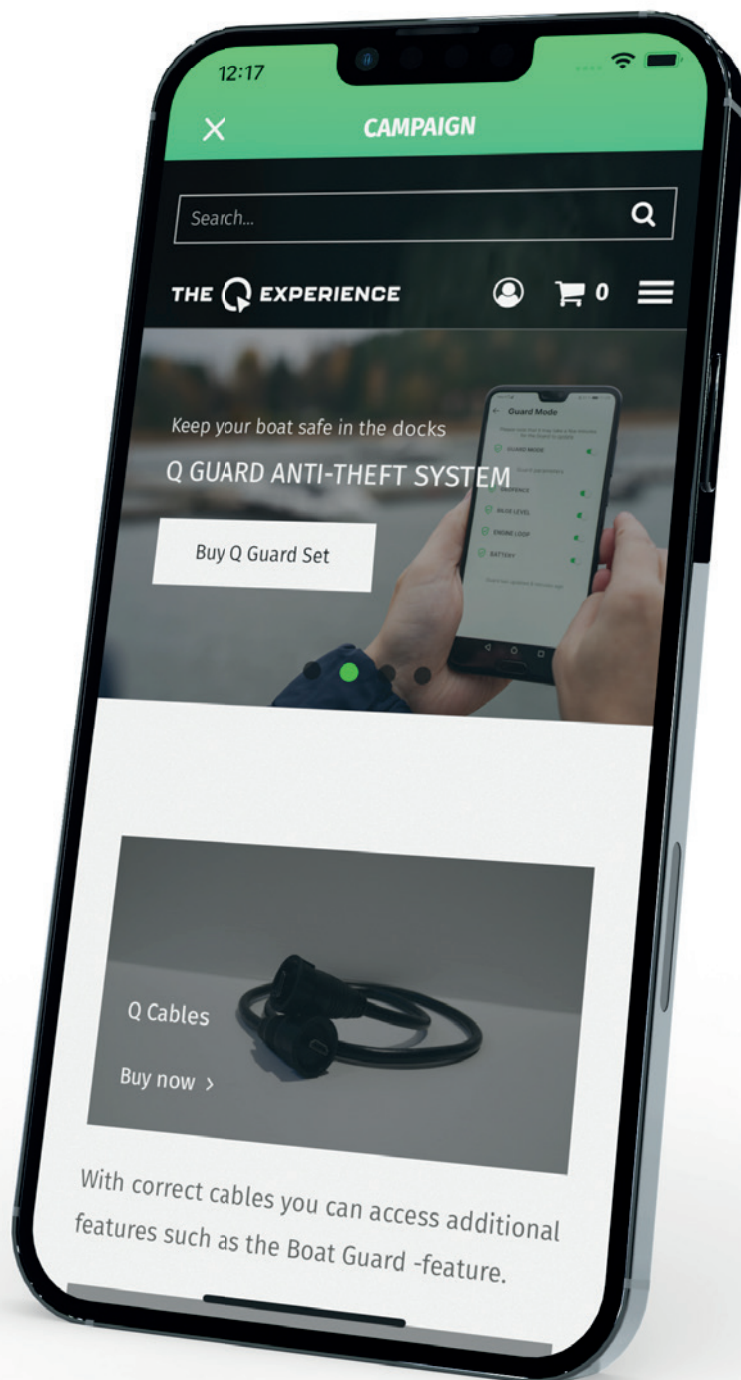 12:17
CAMPAIGN
Search...
THE Q EXPERIENCE
0
Keep your boat safe in the docks
Q GUARD ANTI-THEFT SYSTEM
Buy Q Guard Set
Guard Mode
GUARD MODE
Guard parameters
BILGE LEVEL
ENGINE LOOP
BATTERY
Q Cables
Buy now >
With correct cables you can access additional
features such as the Boat Guard -feature.